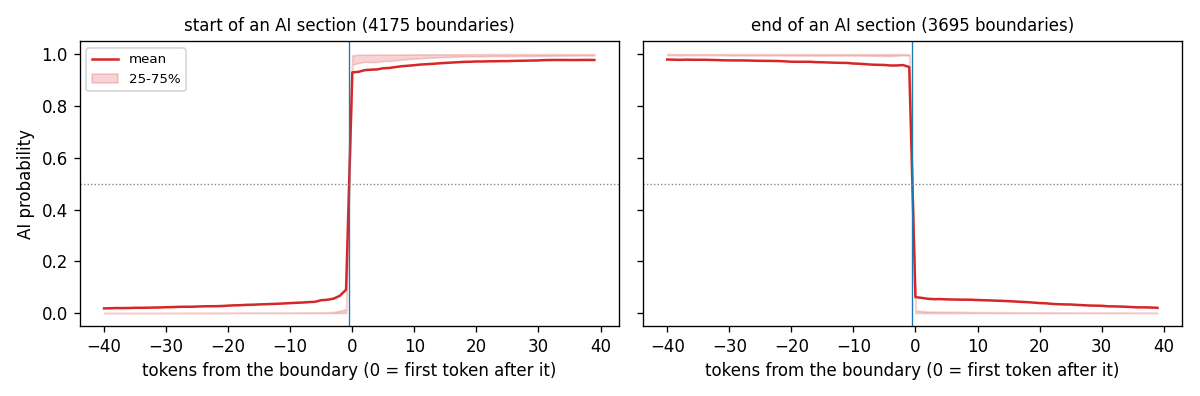 start of an AI section (4175 boundaries)
end of an AI section (3695 boundaries)
mean
25-75%
AI probability
1.0
0.8
0.6
0.4
0.2
0.0
−40 −30 −20 −10 0 10 20 30 40
−40 −30 −20 −10 0 10 20 30 40
tokens from the boundary (0 = first token after it)
tokens from the boundary (0 = first token after it)